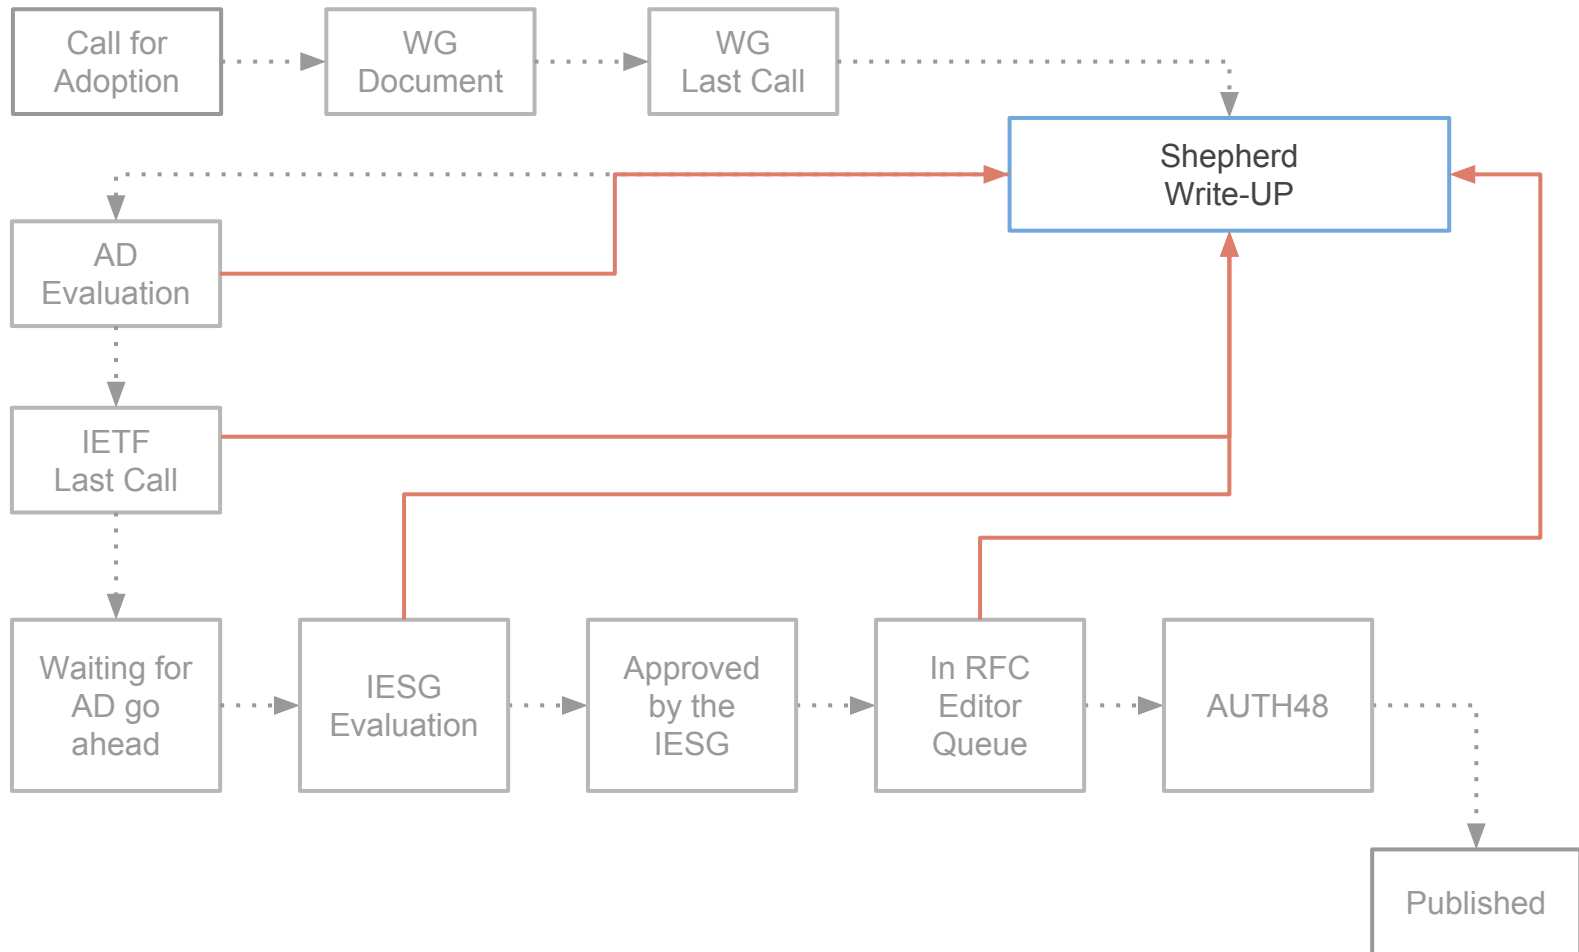 Call for
Adoption
WG
Document
WG
Last Call
Shepherd
Write-UP
AD
Evaluation
IETF
Last Call
Waiting for
AD go
ahead
IESG
Evaluation
Approved
by the
IESG
In RFC
Editor
Queue
AUTH48
Published